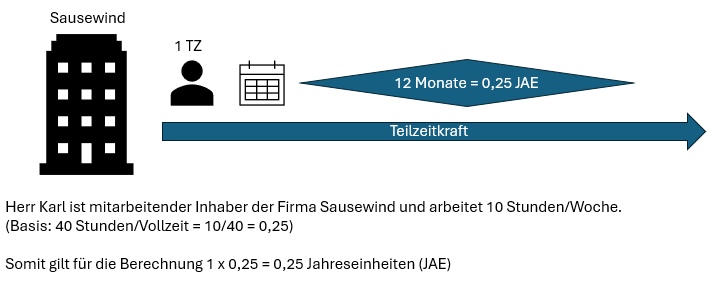 Sausewind
1 TZ
12 Monate = 0,25 JAE
Teilzeitkraft
Herr Karl ist mitarbeitender Inhaber der Firma Sausewind und arbeitet 10 Stunden/Woche.
(Basis: 40 Stunden/Vollzeit = 10/40 = 0,25)
Somit gilt für die Berechnung 1 x 0,25 = 0,25 Jahreseinheiten (JAE)